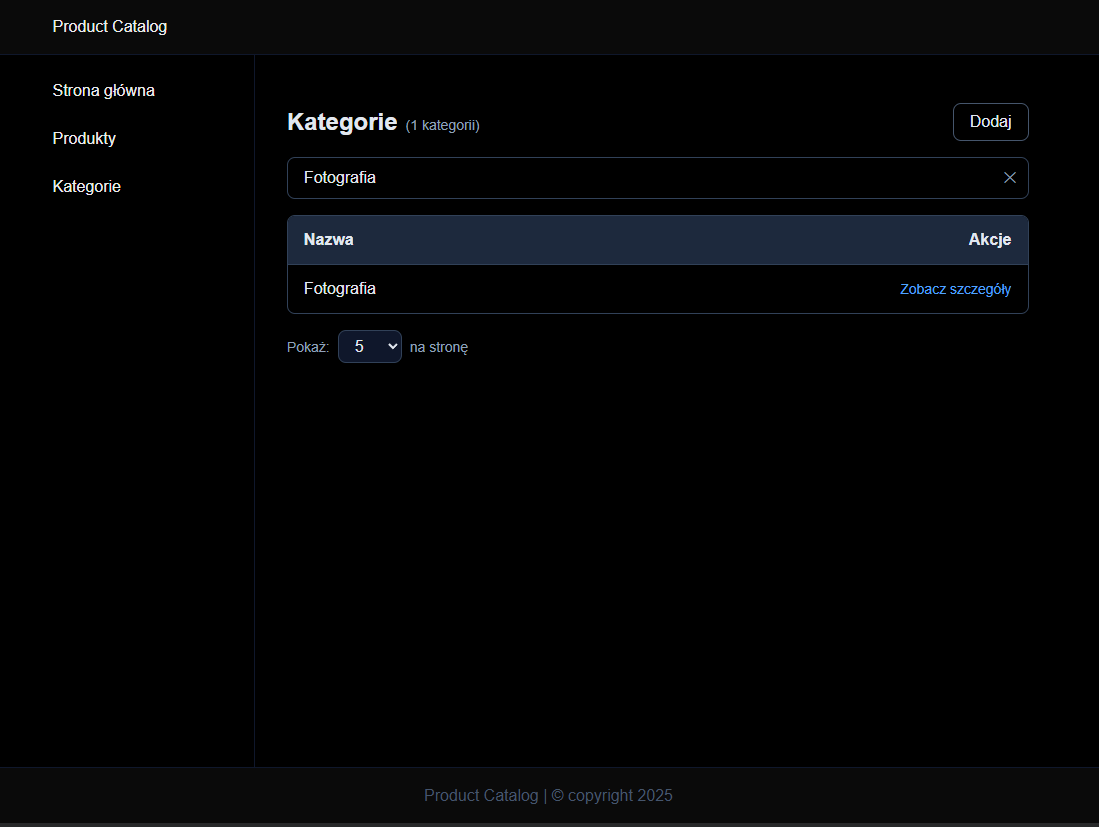 Product Catalog
Strona główna
Produkty
Kategorie
Kategorie (1 kategorii)
Dodaj
Fotografia
Nazwa Akcje
Fotografia Zobacz szczegóły
Pokaż: 5 na stronę
Product Catalog | © copyright 2025